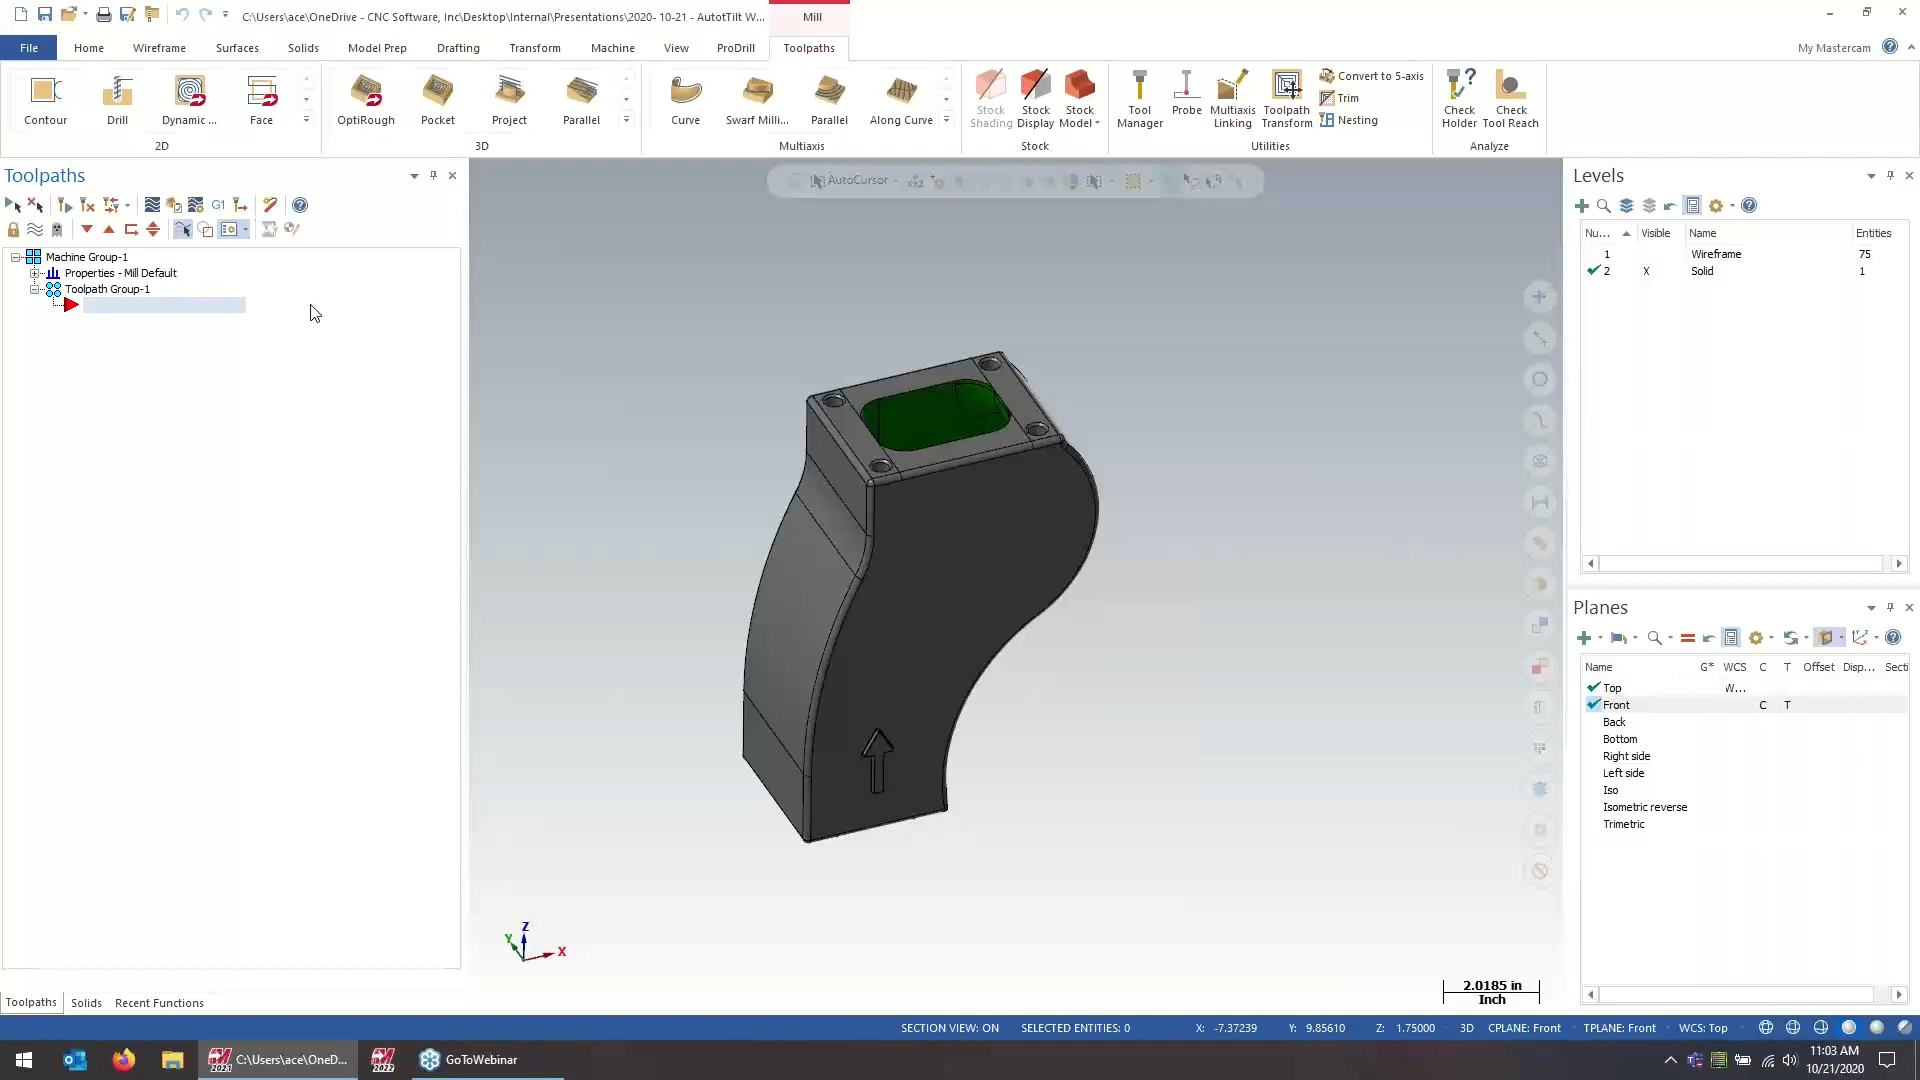 C:\Users\ace\OneDrive - CNC Software, Inc\Desktop\Internal\Presentations\2020- 10-21 - AutotTilt W...
Mill
File
Home
Wireframe
Surfaces
Solids
Model Prep
Drafting
Transform
Machine
View
ProDrill
Toolpaths
My Mastercam
Contour
Drill
Dynamic ...
Face
OptiRough
Pocket
Project
Parallel
Curve
Swarf Milli...
Parallel
Along Curve
Stock Shading
Stock Display
Stock Model
Tool Manager
Probe
Multiaxis Linking
Toolpath Transform
Convert to 5-axis
Trim
Nesting
Check Holder
Check Tool Reach
2D
3D
Multiaxis
Stock
Utilities
Analyze
Toolpaths
G1
Machine Group-1
Properties - Mill Default
Toolpath Group-1
AutoCursor
Levels
Nu...
Visible
Name
Entities
1
Wireframe
75
2
X
Solid
1
Planes
Name
G*
WCS
C
T
Offset
Disp...
Secti
Top
W...
Front
C
T
Back
Bottom
Right side
Left side
Iso
Isometric reverse
Trimetric
Z
Y
X
2.0185 in
Inch
Toolpaths
Solids
Recent Functions
SECTION VIEW: ON
SELECTED ENTITIES: 0
X: -7.37239
Y: 9.85610
Z: 1.75000
3D
CPLANE: Front
TPLANE: Front
WCS: Top
2021
C:\Users\ace\OneD...
2022
GoToWebinar
11:03 AM
10/21/2020